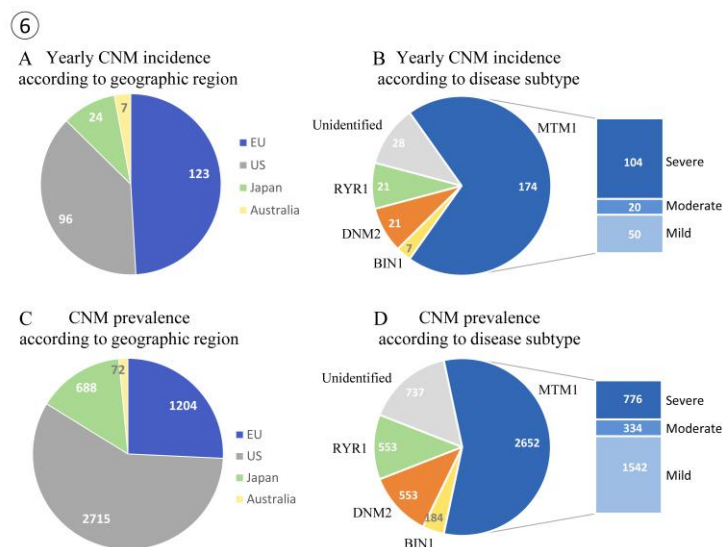 6
A Yearly CNM incidence
according to geographic region
24
7
123
96
EU
US
Japan
Australia
B Yearly CNM incidence
according to disease subtype
Unidentified
28
MTM1
RYR1
21
174
DNM2
21
BIN1
7
104
Severe
20
Moderate
50
Mild
C CNM prevalence
according to geographic region
72
688
1204
2715
EU
US
Japan
Australia
D CNM prevalence
according to disease subtype
Unidentified
737
MTM1
RYR1
553
2652
DNM2
553
BIN1
184
776
Severe
334
Moderate
1542
Mild